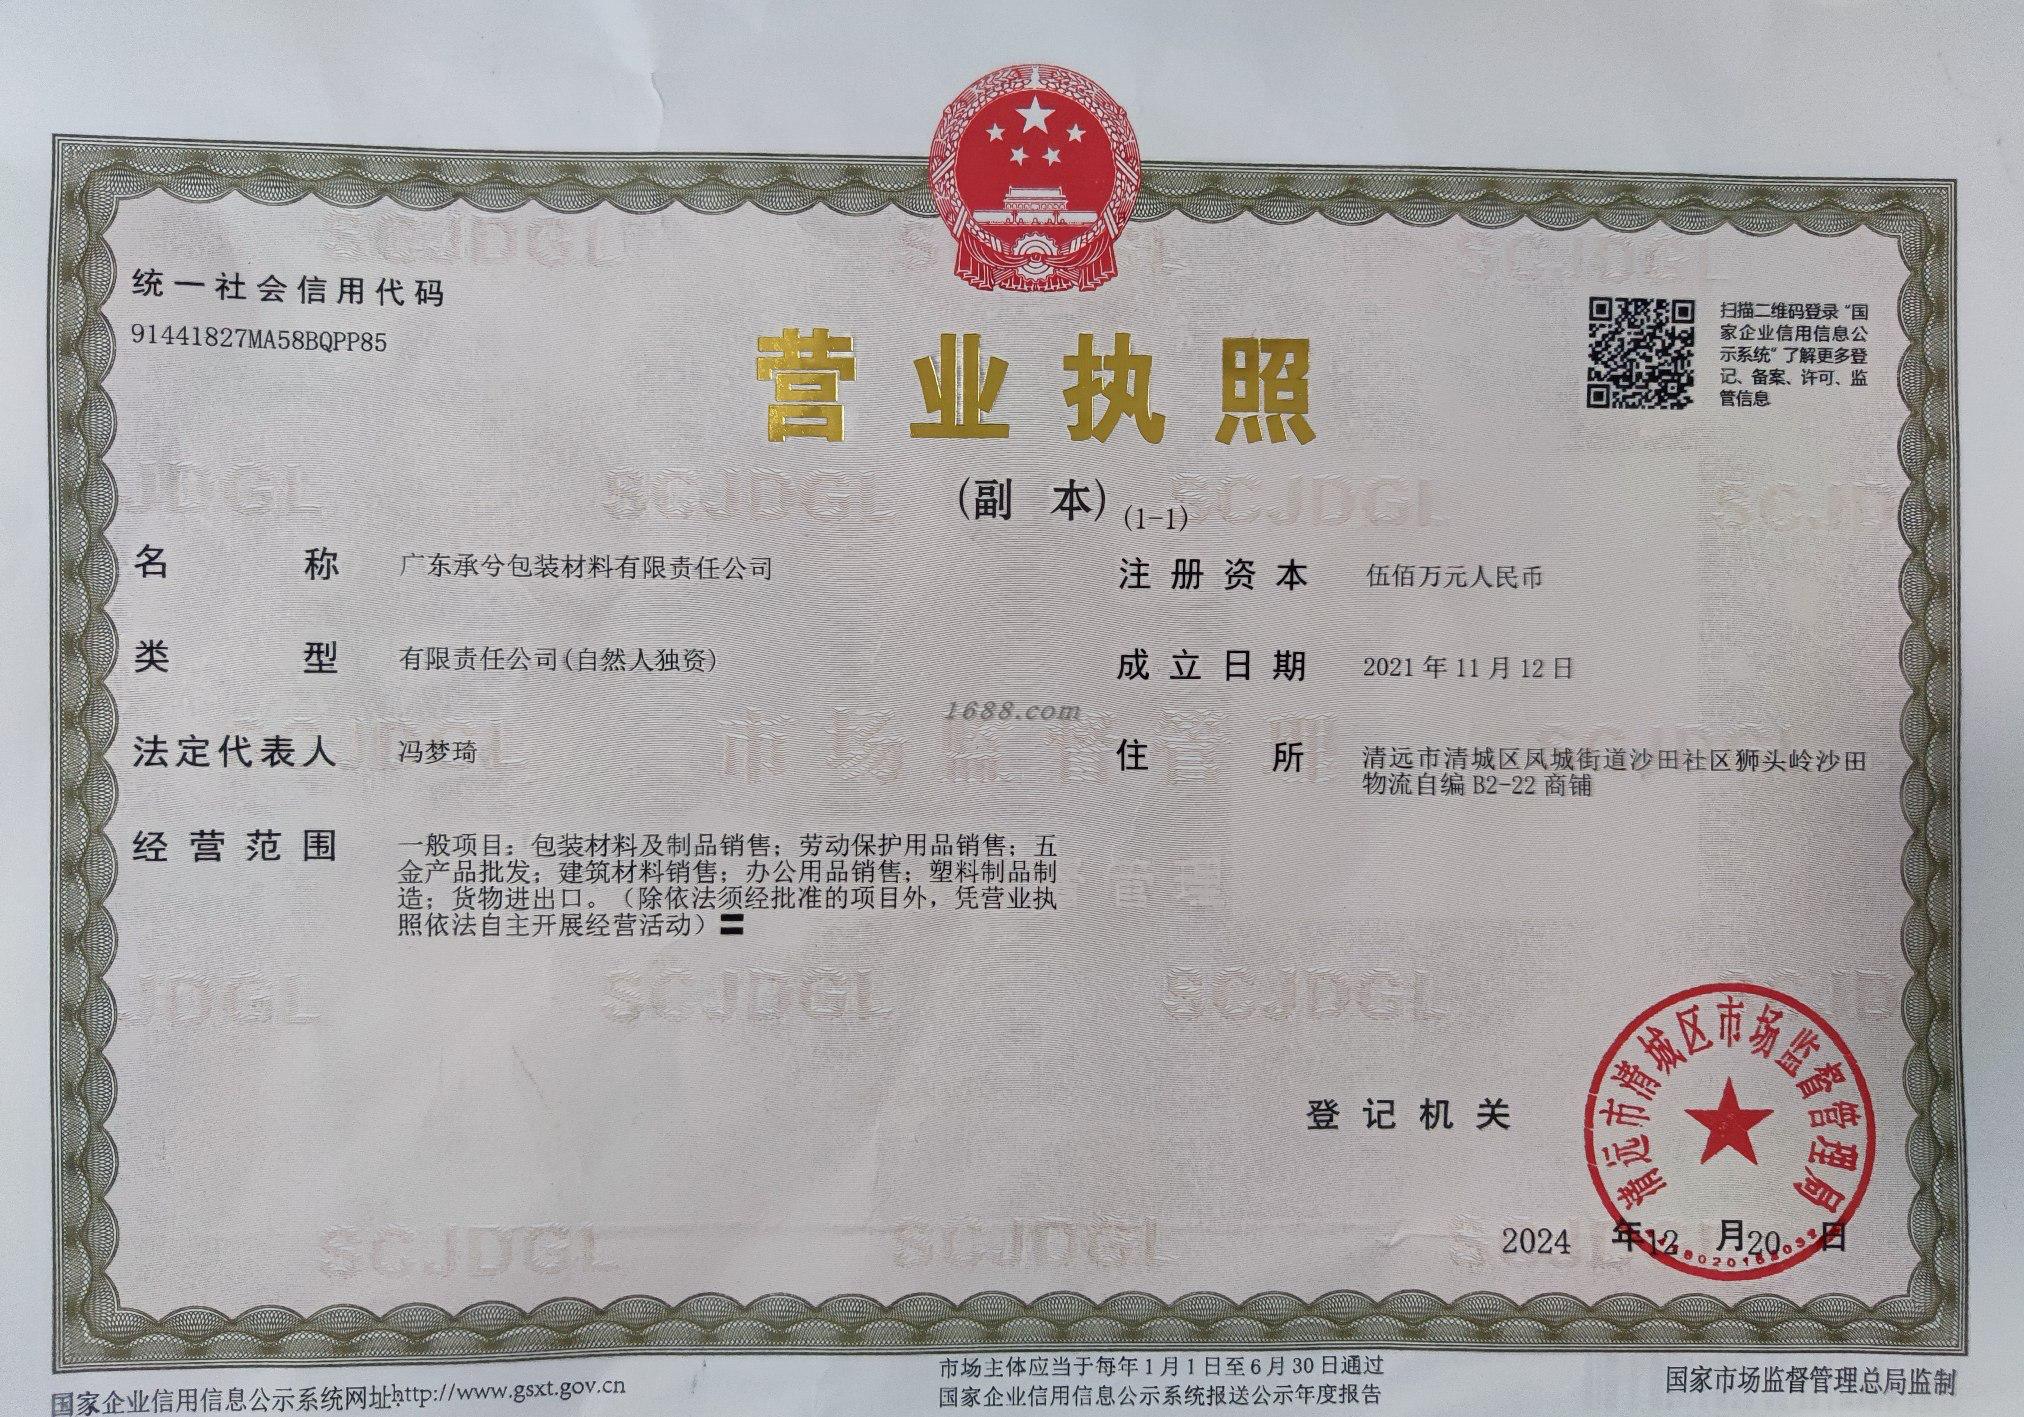 统一社会信用代码
91441827MA58BQPP85
扫描二维码登录“国
家企业信用信息公
示系统”了解更多登
记、备案、许可、监
管信息
营业执照
(副 本) (1-1)
名 称 广东承兮包装材料有限责任公司
注册资本 伍佰万元人民币
类 型 有限责任公司(自然人独资)
成立日期 2021年11月12日
1688.com
法定代表人 冯梦琦
住 所 清远市清城区凤城街道沙田社区狮头岭沙田
物流自编B2-22商铺
经营范围 一般项目：包装材料及制品销售；劳动保护用品销售；五
金产品批发；建筑材料销售；办公用品销售；塑料制品制
造；货物进出口。（除依法须经批准的项目外，凭营业执
照依法自主开展经营活动）〓
清远市清城区市场监督管理局
登记机关
2024 年12 月20 日
国家企业信用信息公示系统网址:http://www.gsxt.gov.cn
市场主体应当于每年1月1日至6月30日通过
国家企业信用信息公示系统报送公示年度报告
国家市场监督管理总局监制
SCJDGL